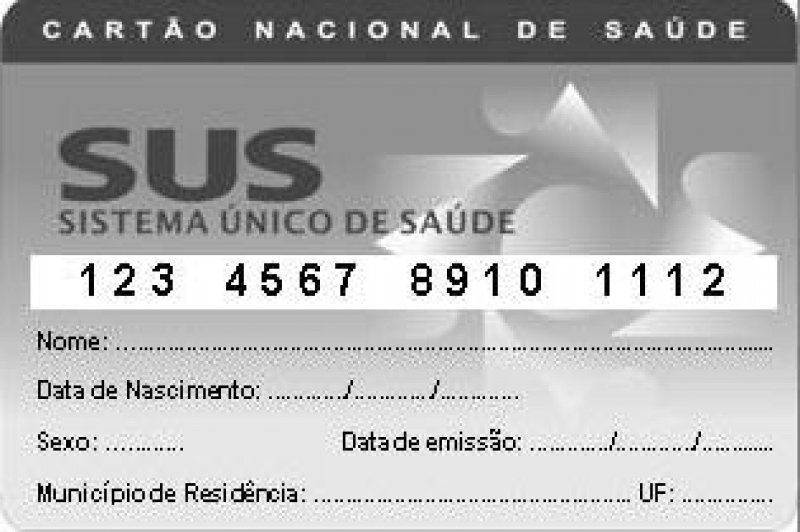 CARTÃO NACIONAL DE SAÚDE
SUS
SISTEMA ÚNICO DE SAÚDE
123 4567 8910 1112
Nome: ................................................................................
Data de Nascimento: ............/............./.............
Sexo: ............ Data de emissão: ............./............./............
Município de Residência: ................................................ UF: ...............